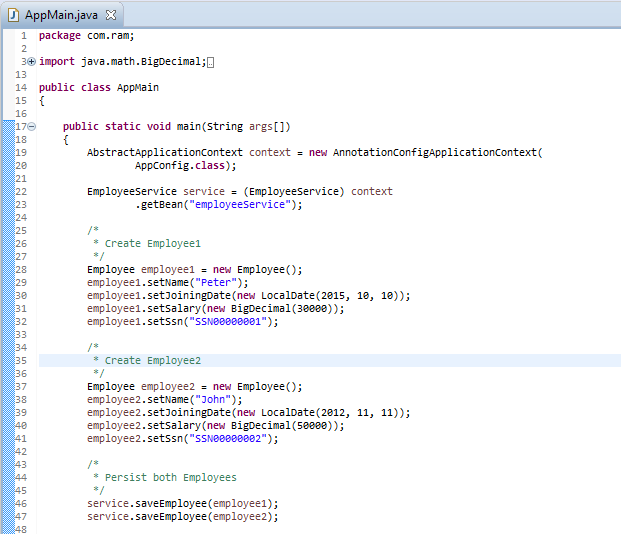 AppMain.java
1 package com.ram;
2
3 import java.math.BigDecimal;
13
14 public class AppMain
15 {
16
17 public static void main(String args[])
18 {
19 AbstractApplicationContext context = new AnnotationConfigApplicationContext(
20 AppConfig.class);
21
22 EmployeeService service = (EmployeeService) context
23 .getBean("employeeService");
24
25 /*
26 * Create Employee1
27 */
28 Employee employee1 = new Employee();
29 employee1.setName("Peter");
30 employee1.setJoiningDate(new LocalDate(2015, 10, 10));
31 employee1.setSalary(new BigDecimal(30000));
32 employee1.setSsn("SSN00000001");
33
34 /*
35 * Create Employee2
36 */
37 Employee employee2 = new Employee();
38 employee2.setName("John");
39 employee2.setJoiningDate(new LocalDate(2012, 11, 11));
40 employee2.setSalary(new BigDecimal(50000));
41 employee2.setSsn("SSN00000002");
42
43 /*
44 * Persist both Employees
45 */
46 service.saveEmployee(employee1);
47 service.saveEmployee(employee2);
48